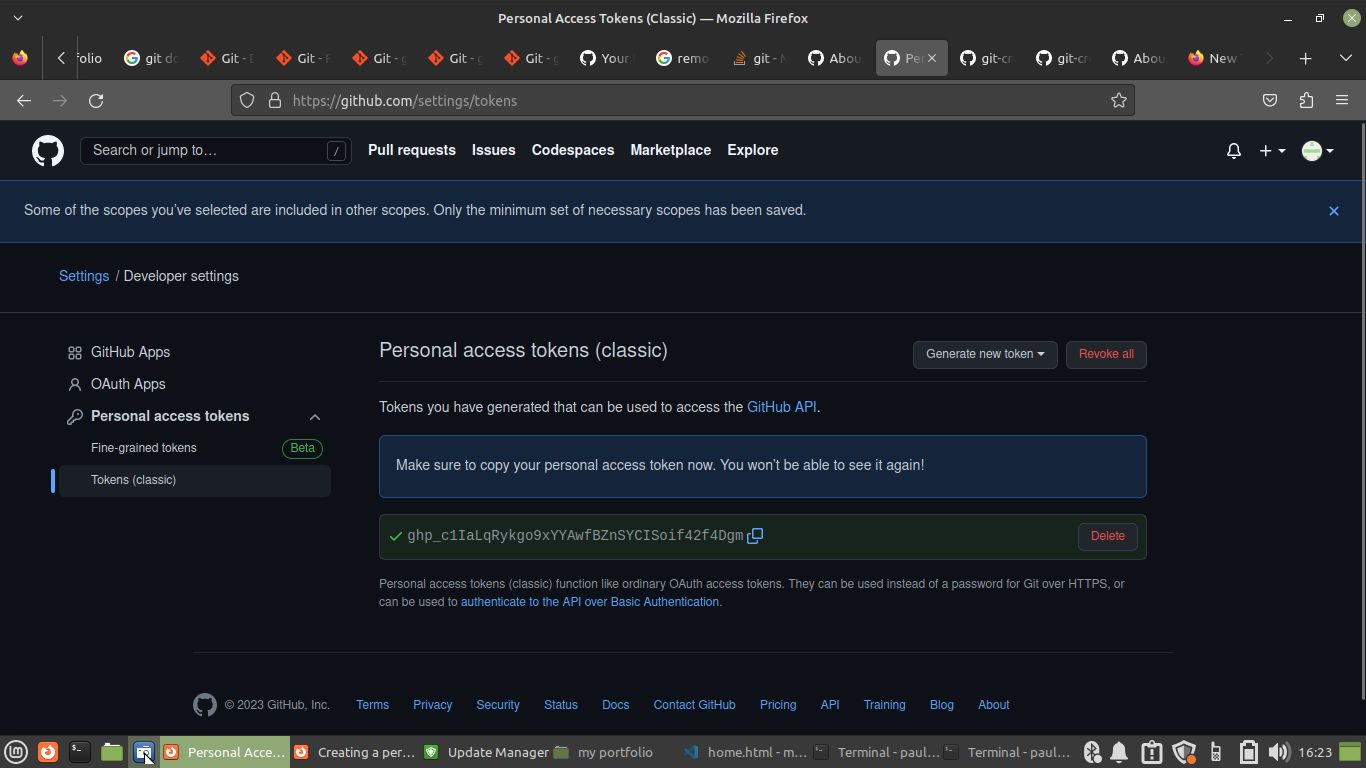 Personal Access Tokens (Classic) — Mozilla Firefox
folio
git do
Git - D
Git - R
Git - g
Git - g
Git - g
Your
remo
git - M
Abou
Pe
git-cr
git-cr
Abou
New
https://github.com/settings/tokens
Search or jump to… / Pull requests Issues Codespaces Marketplace Explore
Some of the scopes you’ve selected are included in other scopes. Only the minimum set of necessary scopes has been saved.
Settings / Developer settings
GitHub Apps
OAuth Apps
Personal access tokens
Fine-grained tokens Beta
Tokens (classic)
Personal access tokens (classic) Generate new token Revoke all
Tokens you have generated that can be used to access the GitHub API.
Make sure to copy your personal access token now. You won’t be able to see it again!
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 Delete
Personal access tokens (classic) function like ordinary OAuth access tokens. They can be used instead of a password for Git over HTTPS, or
can be used to authenticate to the API over Basic Authentication.
© 2023 GitHub, Inc. Terms Privacy Security Status Docs Contact GitHub Pricing API Training Blog About
Personal Acce... Creating a per... Update Manager my portfolio home.html - m... Terminal - paul... Terminal - paul... 16:23